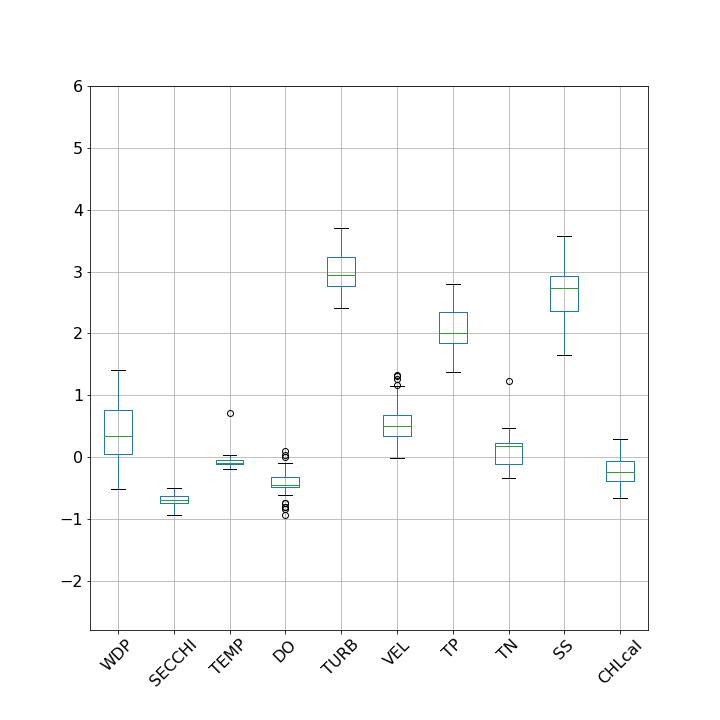 6
5
4
3
2
1
0
−1
−2
WDP
SECCHI
TEMP
DO
TURB
VEL
TP
TN
SS
CHLcal